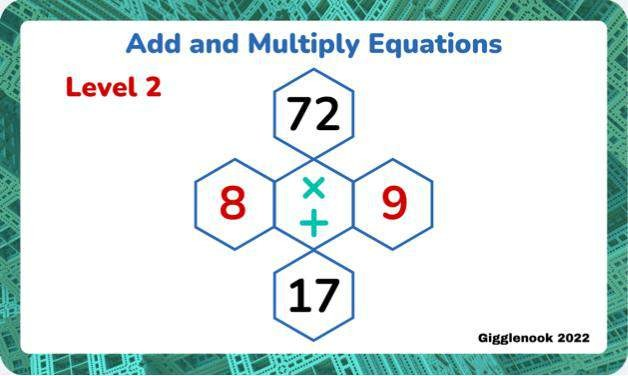 Add and Multiply Equations
Level 2
72
8 × 9
+
17
Gigglenook 2022